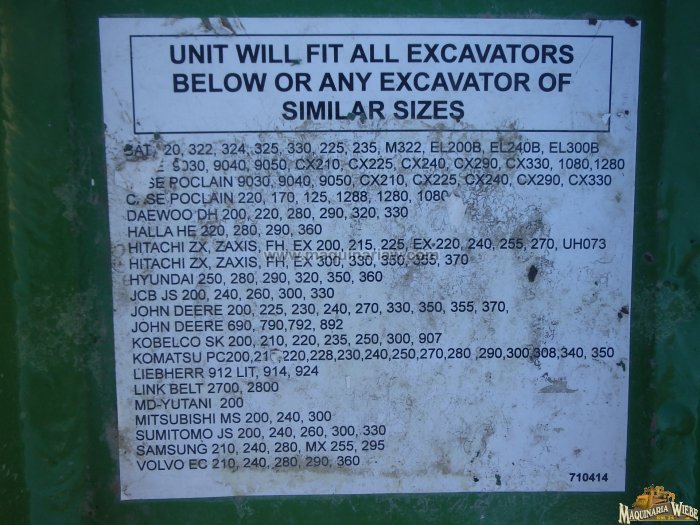 UNIT WILL FIT ALL EXCAVATORS
BELOW OR ANY EXCAVATOR OF
SIMILAR SIZES
CAT 20, 322, 324, 325, 330, 225, 235, M322, EL200B, EL240B, EL300B
9030, 9040, 9050, CX210, CX225, CX240, CX290, CX330, 1080,1280
SE POCLAIN 9030, 9040, 9050, CX210, CX225, CX240, CX290, CX330
C SE POCLAIN 220, 170, 125, 1288, 1280, 1080
DAEWOO DH 200, 220, 280, 290, 320, 330
HALLA HE 220, 280, 290, 360
HITACHI ZX, ZAXIS, FH, EX 200, 215, 225, EX-220, 240, 255, 270, UH073
HITACHI ZX, ZAXIS, FH, EX 300, 330, 350, 355, 370
HYUNDAI 250, 280, 290, 320, 350, 360
JCB JS 200, 240, 260, 300, 330
JOHN DEERE 200, 225, 230, 240, 270, 330, 350, 355, 370,
JOHN DEERE 690, 790,792, 892
KOBELCO SK 200, 210, 220, 235, 250, 300, 907
KOMATSU PC200,21 220,228,230,240,250,270,280 ,290,300,308,340, 350
LIEBHERR 912 LIT, 914, 924
LINK BELT 2700, 2800
MD-YUTANI 200
MITSUBISHI MS 200, 240, 300
SUMITOMO JS 200, 240, 260, 300, 330
SAMSUNG 210, 240, 280, MX 255, 295
VOLVO EC 210, 240, 280, 290, 360
710414
MAQUINARIA WIEBE